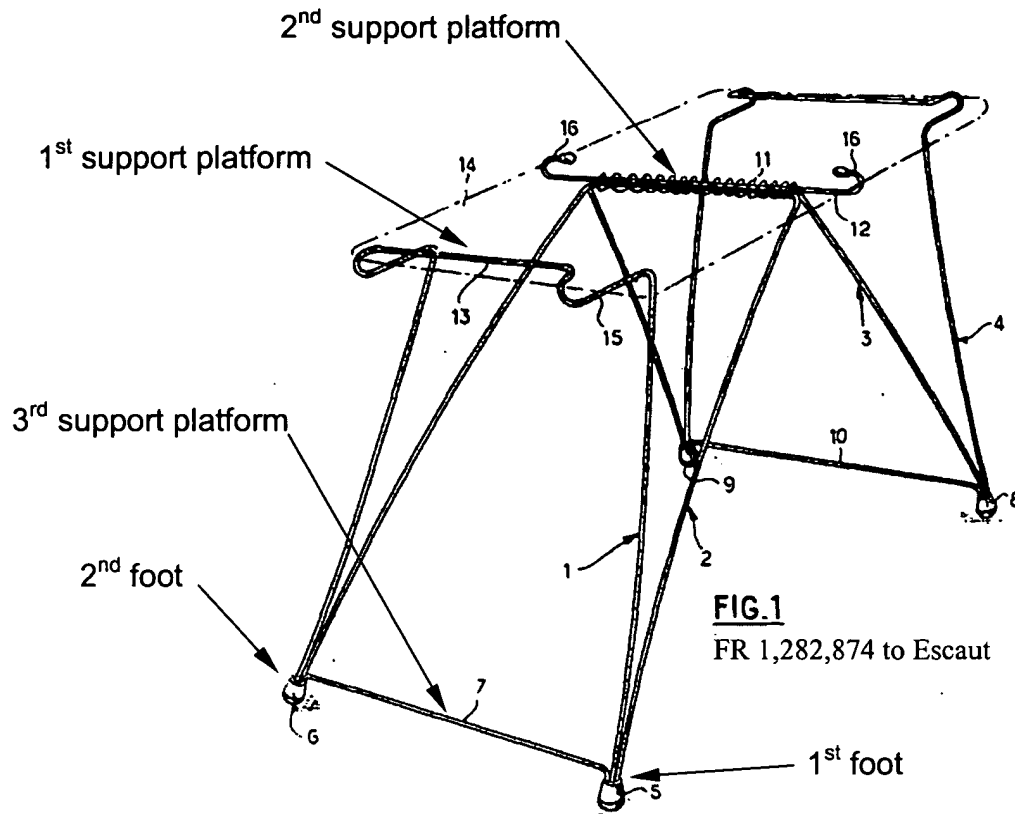 2nd support platform
1st support platform
16
11
16
14
12
13
15
3
4
3rd support platform
10
9
8
1
2
2nd foot
FIG.1
FR 1,282,874 to Escaut
7
6
1st foot
5